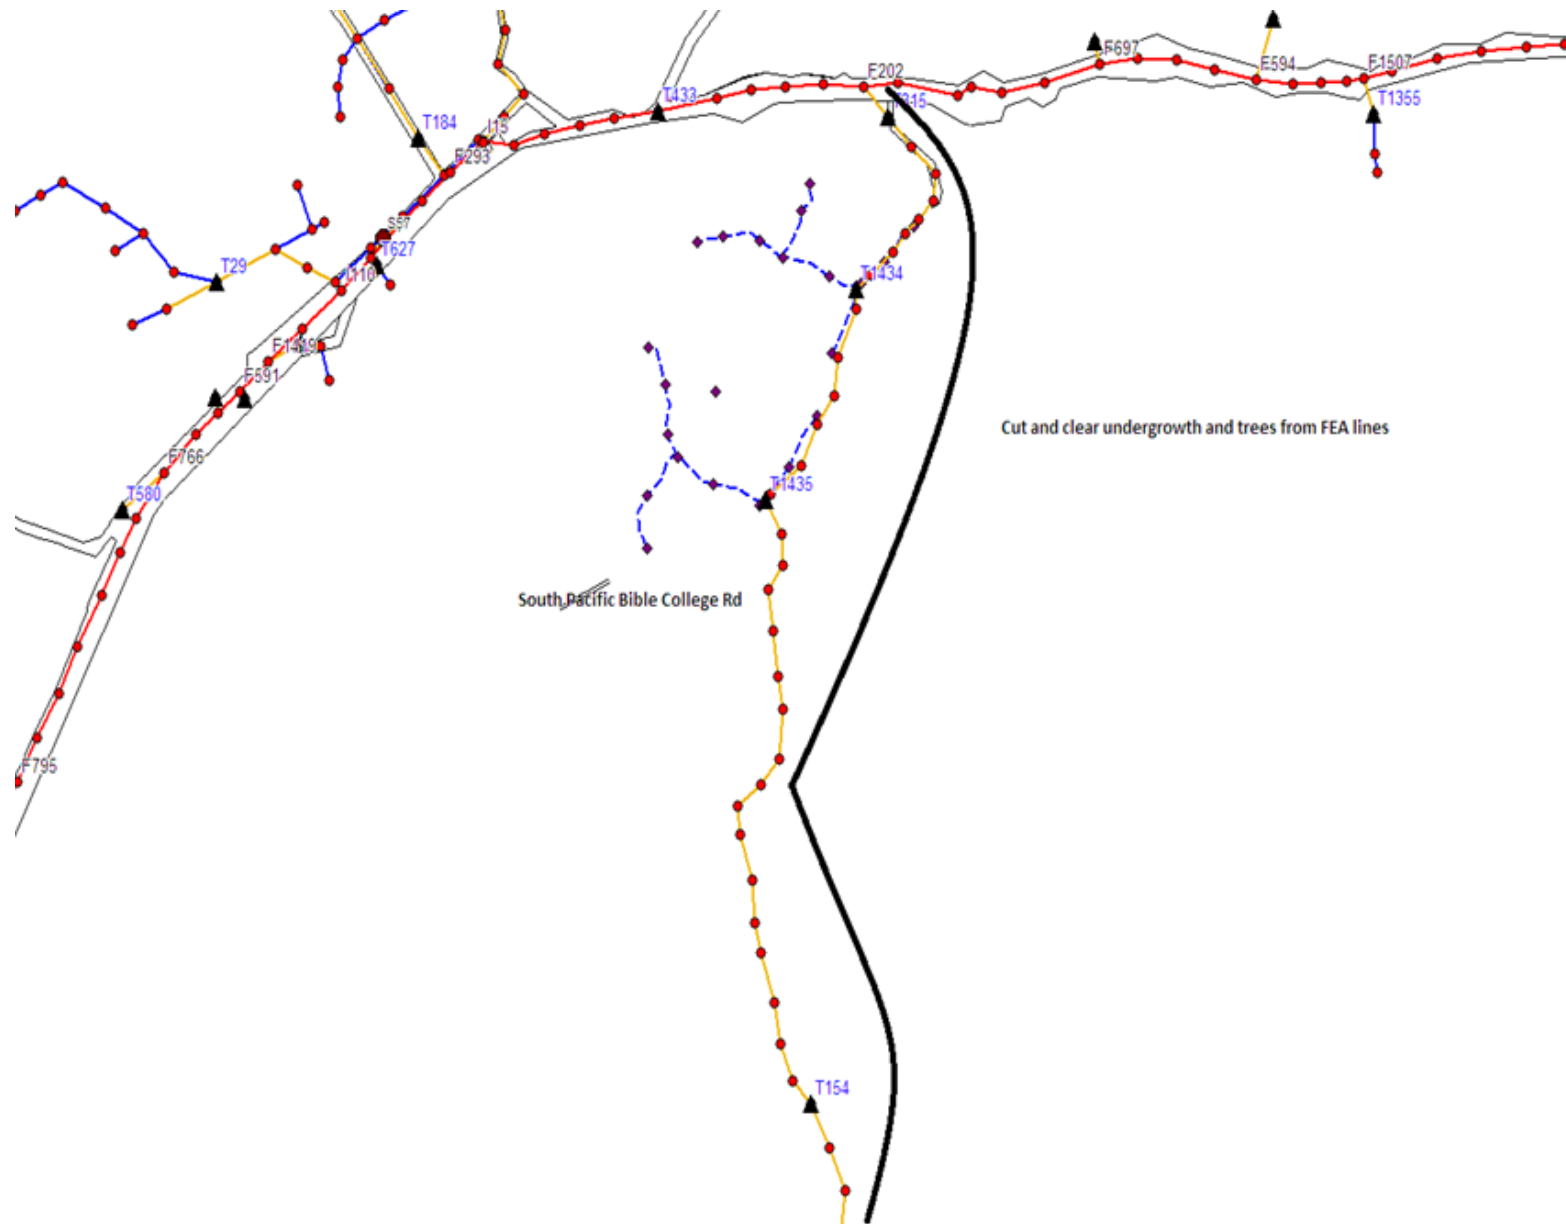 F697
F202
F594
F1507
T433
T315
T1355
I15
T184
F293
S57
T627
T29
I110
T1434
F1449
F591
Cut and clear undergrowth and trees from FEA lines
F766
T580
T1435
South Pacific Bible College Rd
F795
T154